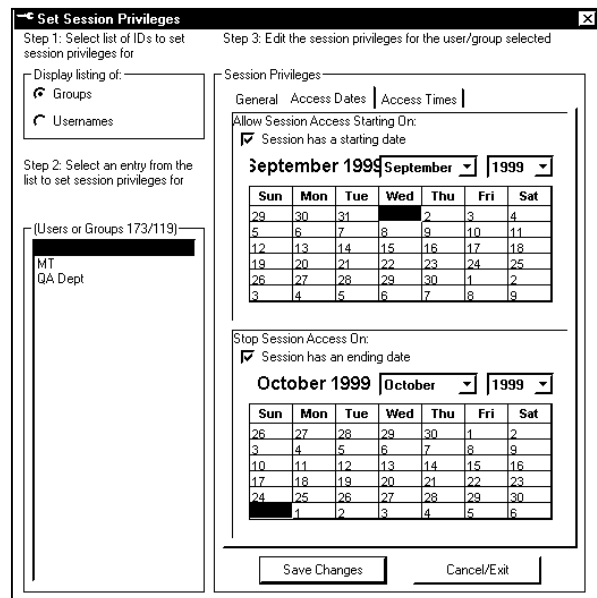 Set Session Privileges
Step 1: Select list of IDs to set
session privileges for
Display listing of:
Groups
Usernames
Step 2: Select an entry from the
list to set session privileges for
(Users or Groups 173/119)
MT
QA Dept
Step 3: Edit the session privileges for the user/group selected
Session Privileges
General Access Dates Access Times
Allow Session Access Starting On:
Session has a starting date
September 1999 September 1999
Sun Mon Tue Wed Thu Fri Sat
29 30 31 2 3 4
5 6 7 8 9 10 11
12 13 14 15 16 17 18
19 20 21 22 23 24 25
26 27 28 29 30 1 2
3 4 5 6 7 8 9
Stop Session Access On:
Session has an ending date
October 1999 October 1999
Sun Mon Tue Wed Thu Fri Sat
26 27 28 29 30 1 2
3 4 5 6 7 8 9
10 11 12 13 14 15 16
17 18 19 20 21 22 23
24 25 26 27 28 29 30
1 2 3 4 5 6
Save Changes Cancel/Exit